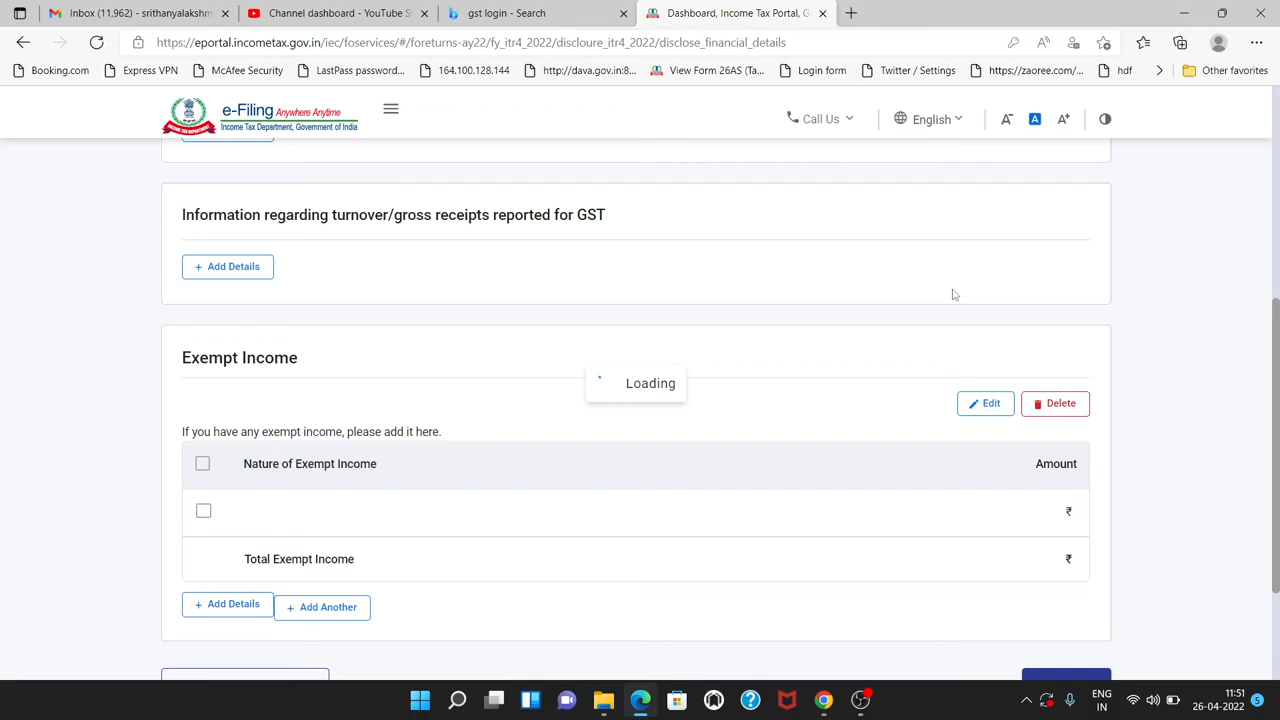 Inbox (11,962) - srithanyalakshm
Channel dashboard - YouTube S
gst login - Search
Dashboard, Income Tax Portal, G
https://eportal.incometax.gov.in/iec/foservices/#/foreturns-ay22/fy_itr4_2022/discloure_itr4_2022/disclose_financial_details
Booking.com
Express VPN
McAfee Security
LastPass password...
164.100.128.144
http://dava.gov.in:8...
View Form 26AS (Ta...
Login form
Twitter / Settings
https://zaoree.com/...
hdf
Other favorites
e-Filing Anywhere Anytime
Income Tax Department, Government of India
Call Us
English
A-
A
A+
Information regarding turnover/gross receipts reported for GST
+ Add Details
Exempt Income
Loading
Edit
Delete
If you have any exempt income, please add it here.
Nature of Exempt Income
Amount
₹
Total Exempt Income
₹
+ Add Details
+ Add Another
ENG
IN
11:51
26-04-2022
5